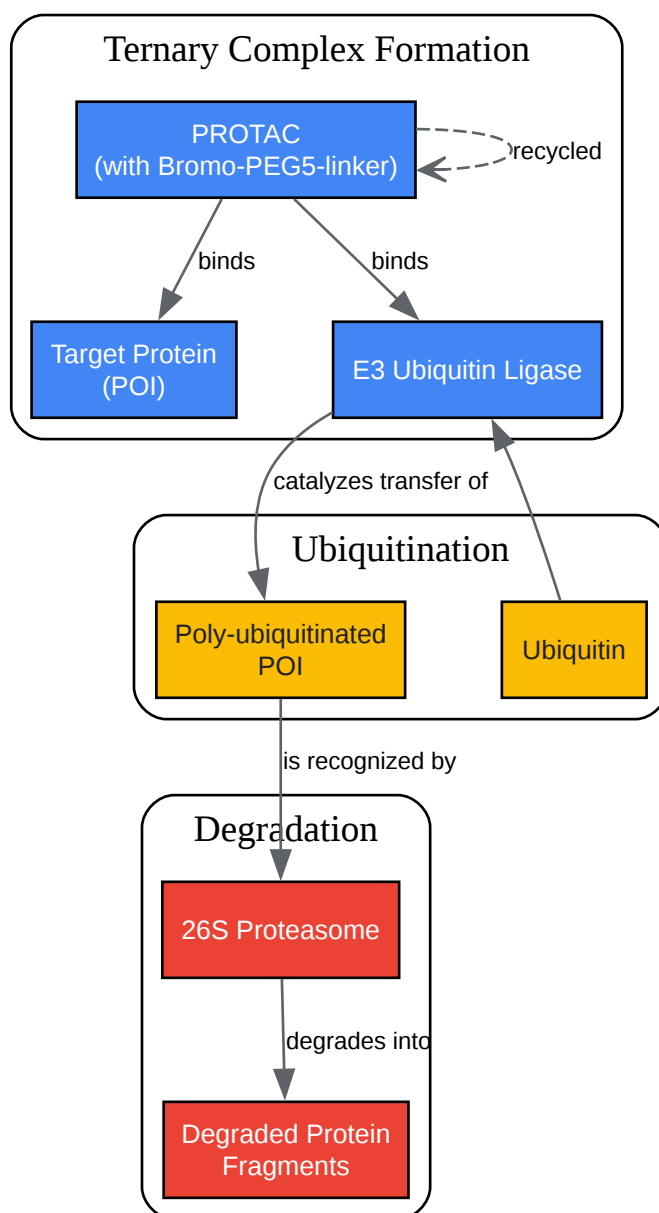 Ternary Complex Formation
PROTAC
(with Bromo-PEG5-linker)
recycled
binds
binds
Target Protein
(POI)
E3 Ubiquitin Ligase
catalyzes transfer of
Ubiquitination
Poly-ubiquitinated
POI
Ubiquitin
is recognized by
Degradation
26S Proteasome
degrades into
Degraded Protein
Fragments